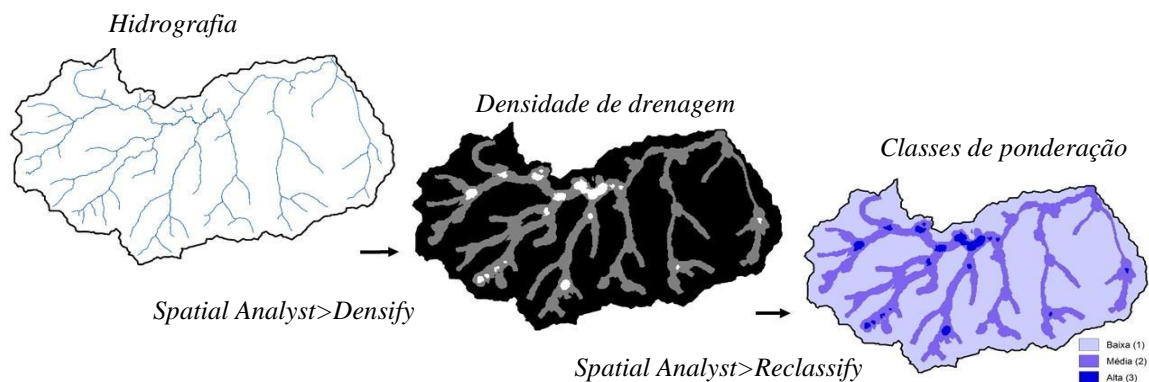 Hidrografia
Densidade de drenagem
Classes de ponderação
Spatial Analyst>Densify
Spatial Analyst>Reclassify
Baixa (1)
Média (2)
Alta (3)